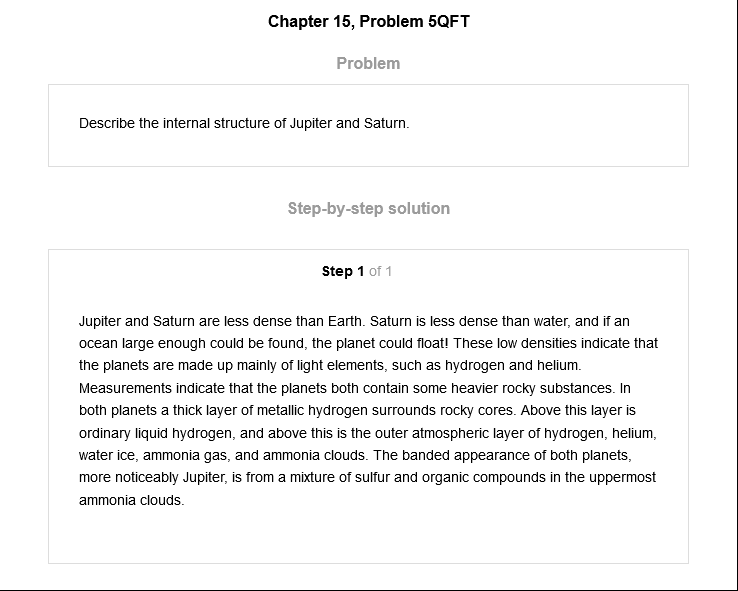 Chapter 15, Problem 5QFT
Problem
Describe the internal structure of Jupiter and Saturn.
Step-by-step solution
Step 1 of 1
Jupiter and Saturn are less dense than Earth. Saturn is less dense than water, and if an
ocean large enough could be found, the planet could float! These low densities indicate that
the planets are made up mainly of light elements, such as hydrogen and helium.
Measurements indicate that the planets both contain some heavier rocky substances. In
both planets a thick layer of metallic hydrogen surrounds rocky cores. Above this layer is
ordinary liquid hydrogen, and above this is the outer atmospheric layer of hydrogen, helium,
water ice, ammonia gas, and ammonia clouds. The banded appearance of both planets,
more noticeably Jupiter, is from a mixture of sulfur and organic compounds in the uppermost
ammonia clouds.